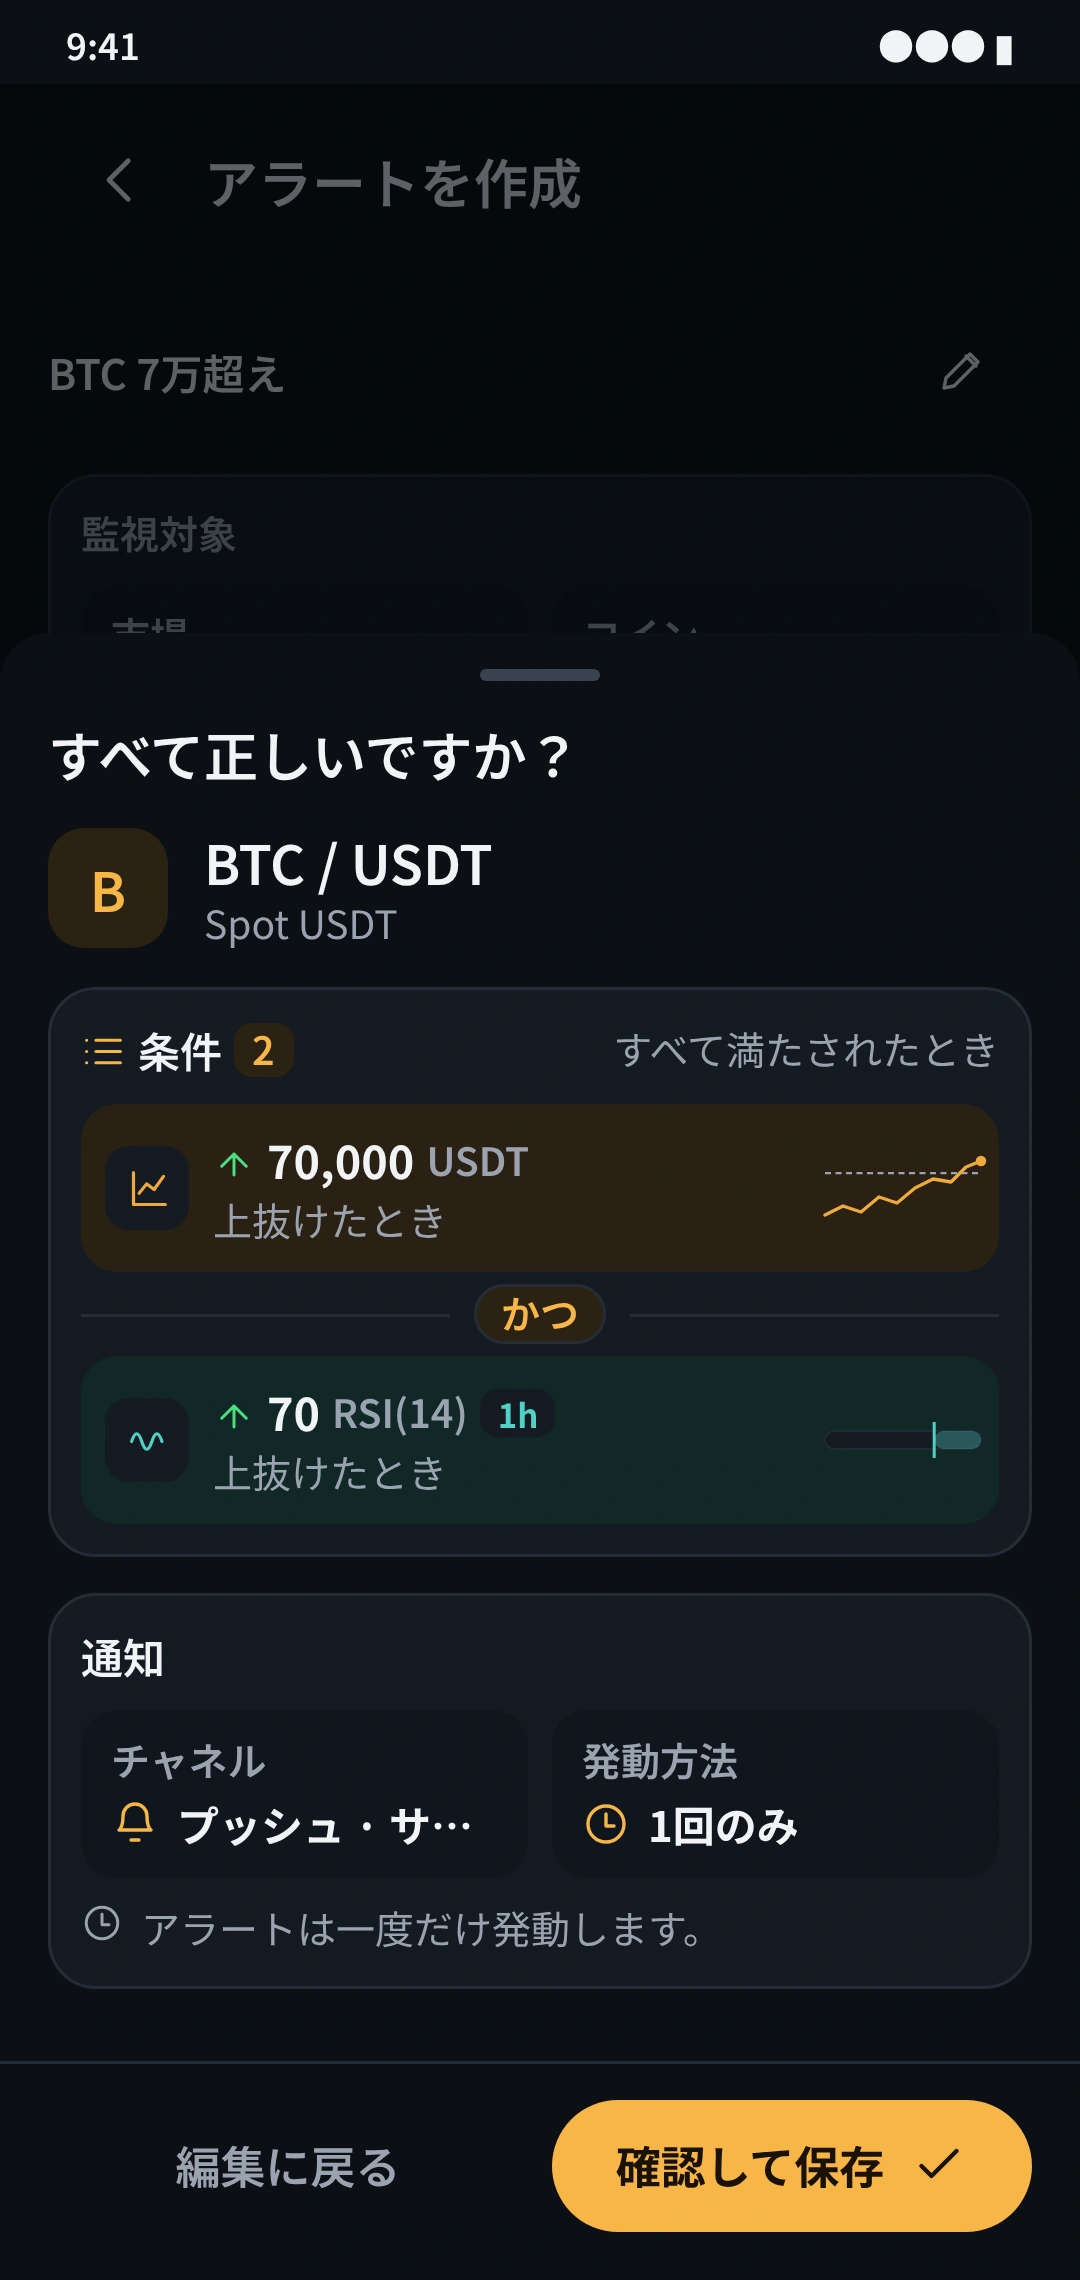 9:41
アラートを作成
BTC 7万超え
監視対象
市場 コイン
すべて正しいですか？
B
BTC / USDT
Spot USDT
条件 2 すべて満たされたとき
70,000 USDT
上抜けたとき
かつ
70 RSI(14) 1h
上抜けたとき
通知
チャネル 発動方法
プッシュ・サ… 1回のみ
アラートは一度だけ発動します。
編集に戻る 確認して保存